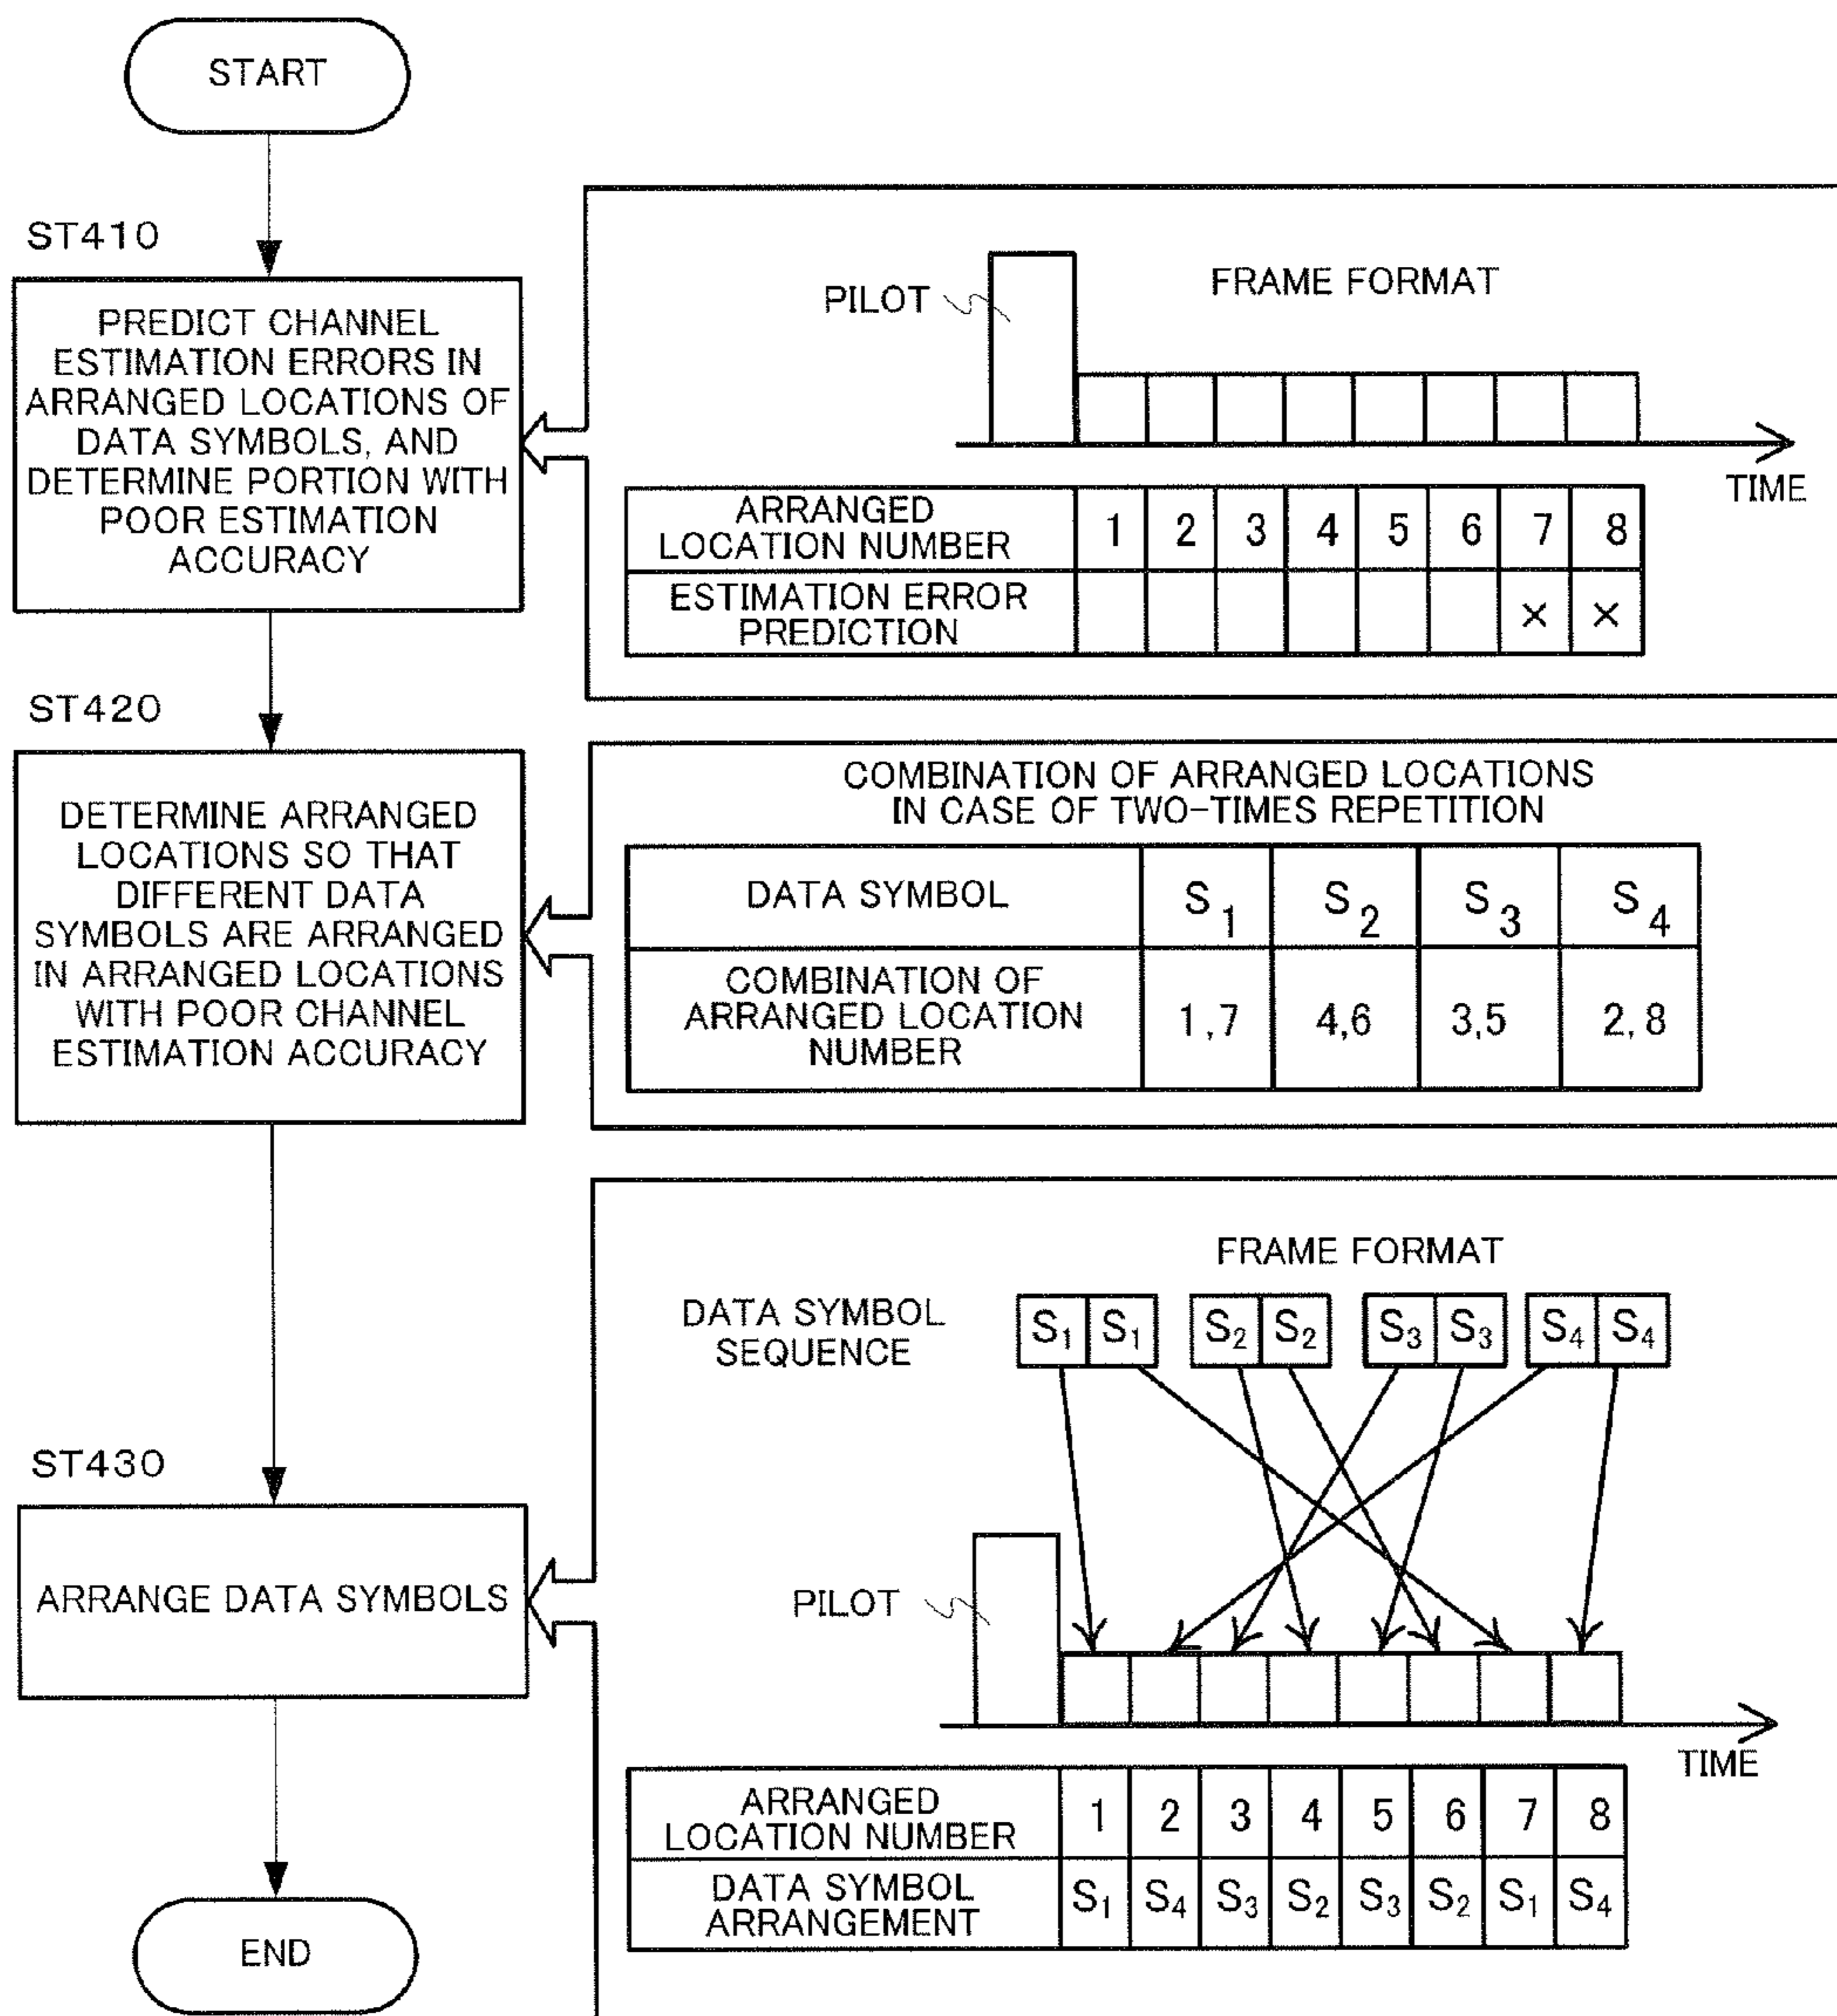 START
ST410
PREDICT CHANNEL
ESTIMATION ERRORS IN
ARRANGED LOCATIONS OF
DATA SYMBOLS, AND
DETERMINE PORTION WITH
POOR ESTIMATION
ACCURACY
PILOT
FRAME FORMAT
TIME
ARRANGED LOCATION NUMBER 1 2 3 4 5 6 7 8
ESTIMATION ERROR PREDICTION × ×
ST420
DETERMINE ARRANGED
LOCATIONS SO THAT
DIFFERENT DATA
SYMBOLS ARE ARRANGED
IN ARRANGED LOCATIONS
WITH POOR CHANNEL
ESTIMATION ACCURACY
COMBINATION OF ARRANGED LOCATIONS
IN CASE OF TWO-TIMES REPETITION
DATA SYMBOL S1 S2 S3 S4
COMBINATION OF ARRANGED LOCATION NUMBER 1,7 4,6 3,5 2,8
ST430
ARRANGE DATA SYMBOLS
FRAME FORMAT
DATA SYMBOL SEQUENCE S1 S1 S2 S2 S3 S3 S4 S4
PILOT
TIME
ARRANGED LOCATION NUMBER 1 2 3 4 5 6 7 8
DATA SYMBOL ARRANGEMENT S1 S4 S3 S2 S3 S2 S1 S4
END